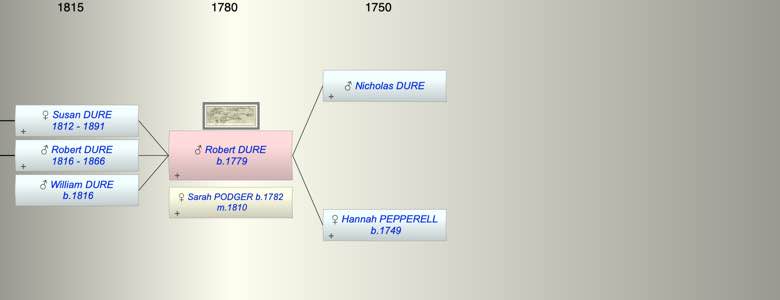 1815 1780 1750
♂ Nicholas DURE
+
♀ Susan DURE
1812 - 1891
+
♂ Robert DURE
1816 - 1866
+
♂ William DURE
b.1816
♂ Robert DURE
b.1779
+
♀ Sarah PODGER b.1782
m.1810
+
♀ Hannah PEPPERELL
b.1749
+